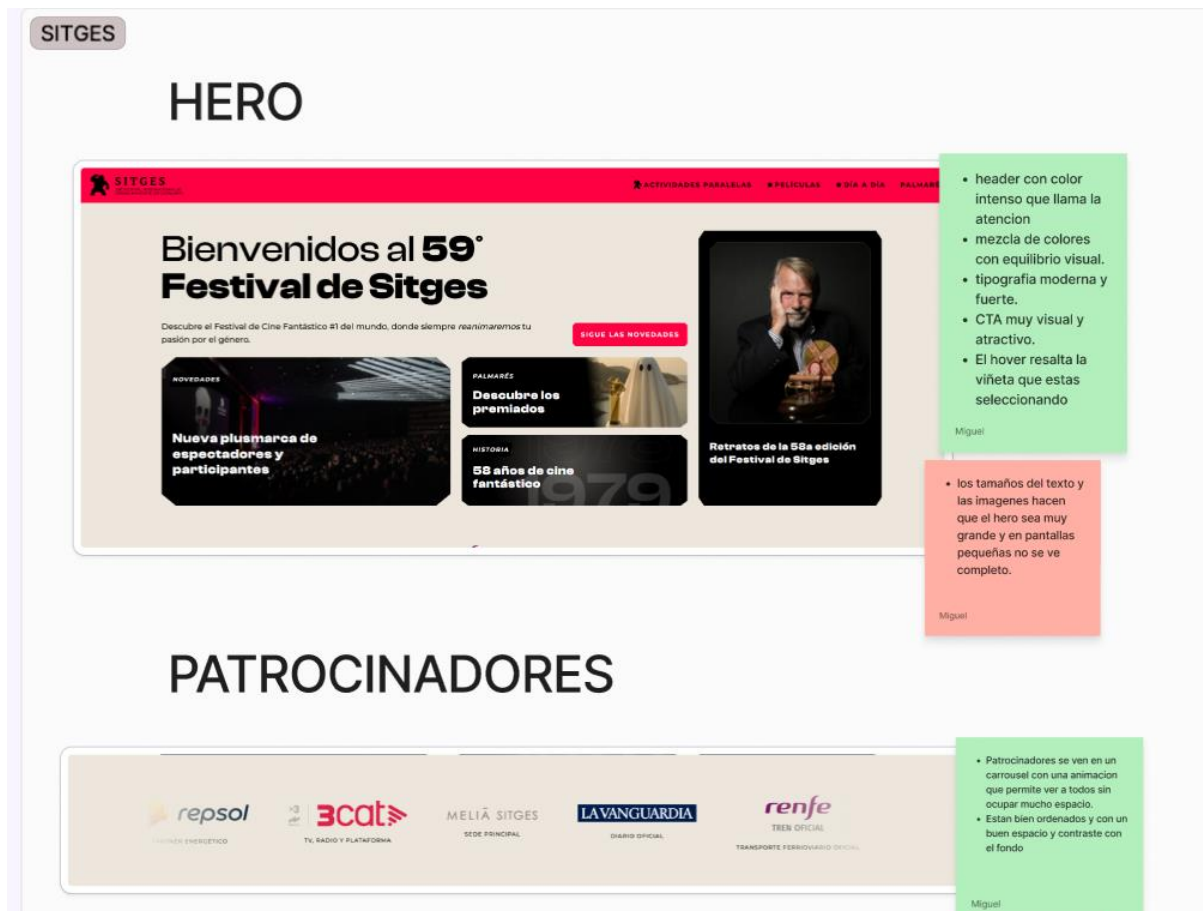 SITGES
HERO
SITGES
ACTIVIDADES PARALELAS PELÍCULAS DÍA A DÍA PALMARÉ
Bienvenidos al 59°
Festival de Sitges
Descubre el Festival de Cine Fantástico #1 del mundo, donde siempre reanimaremos tu
pasión por el género.
SIGUE LAS NOVEDADES
NOVEDADES
Nueva plusmarca de
espectadores y
participantes
PALMARÉS
Descubre los
premiados
HISTORIA
58 años de cine
fantástico
1979
Retratos de la 58a edición
del Festival de Sitges
• header con color
intenso que llama la
atencion
• mezcla de colores
con equilibrio visual.
• tipografia moderna y
fuerte.
• CTA muy visual y
atractivo.
• El hover resalta la
viñeta que estas
seleccionando
Miguel
• los tamaños del texto y
las imagenes hacen
que el hero sea muy
grande y en pantallas
pequeñas no se ve
completo.
Miguel
PATROCINADORES
repsol
ENERGÉTICO
3cat
TV, RADIO Y PLATAFORMA
MELIÃ SITGES
SEDE PRINCIPAL
LAVANGUARDIA
DIARIO OFICIAL
renfe
TREN OFICIAL
TRANSPORTE FERROVIARIO OFICIAL
• Patrocinadores se ven en un
carrousel con una animacion
que permite ver a todos sin
ocupar mucho espacio.
• Estan bien ordenados y con un
buen espacio y contraste con
el fondo
Miguel